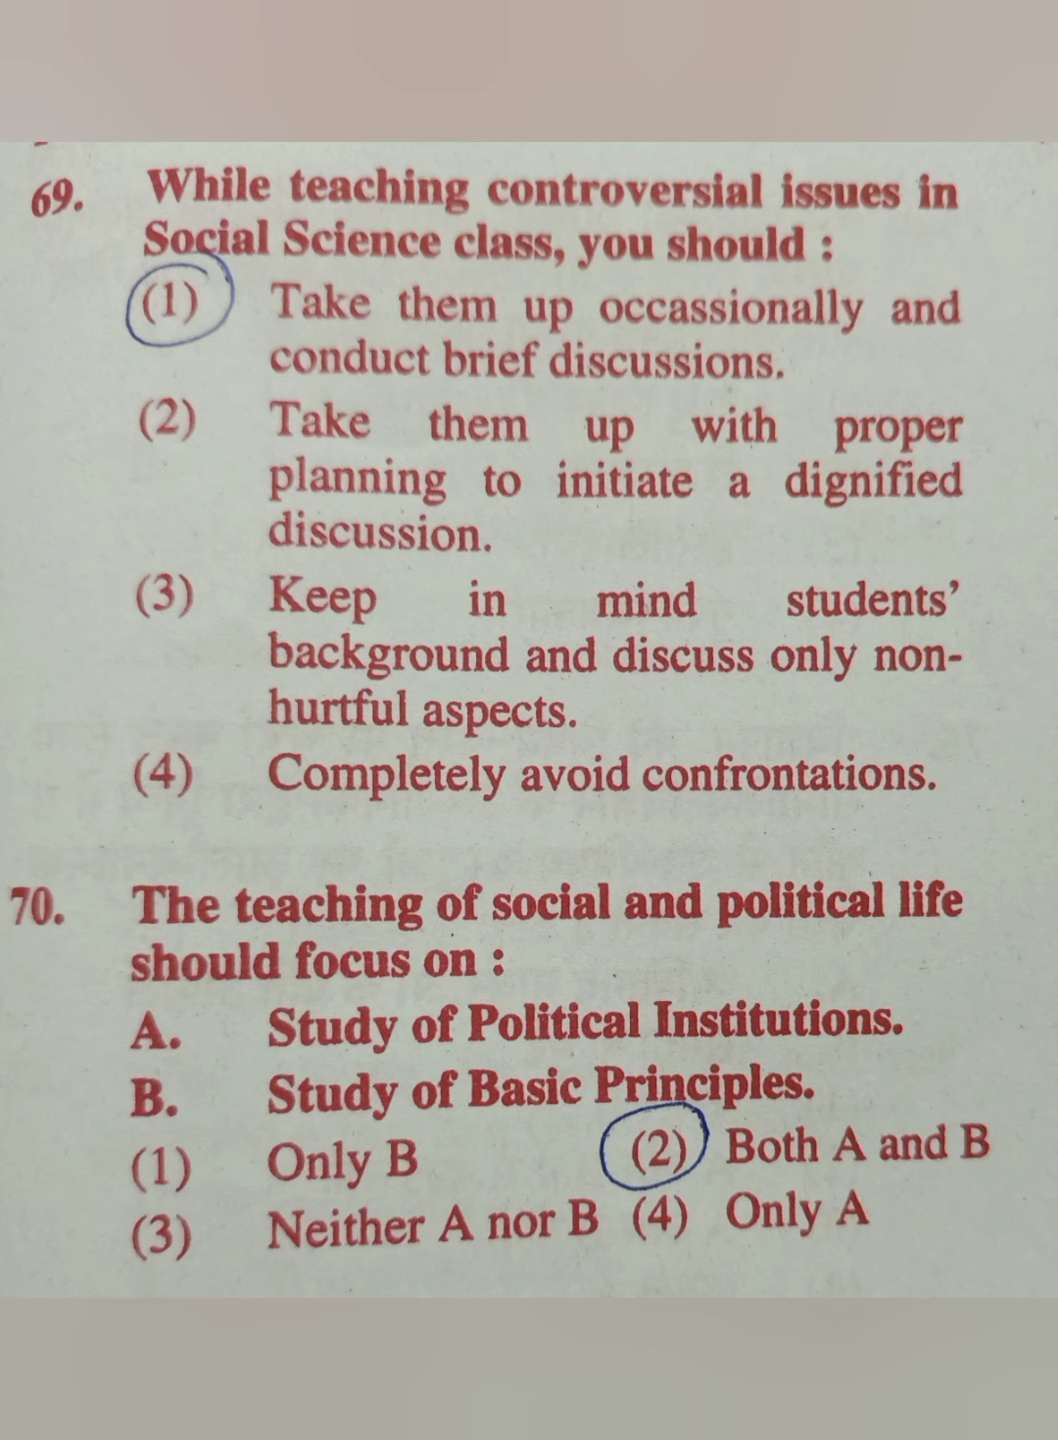 69. While teaching controversial issues in
Social Science class, you should :
(1) Take them up occassionally and
conduct brief discussions.
(2) Take them up with proper
planning to initiate a dignified
discussion.
(3) Keep in mind students’
background and discuss only non-
hurtful aspects.
(4) Completely avoid confrontations.
70. The teaching of social and political life
should focus on :
A. Study of Political Institutions.
B. Study of Basic Principles.
(1) Only B (2) Both A and B
(3) Neither A nor B (4) Only A